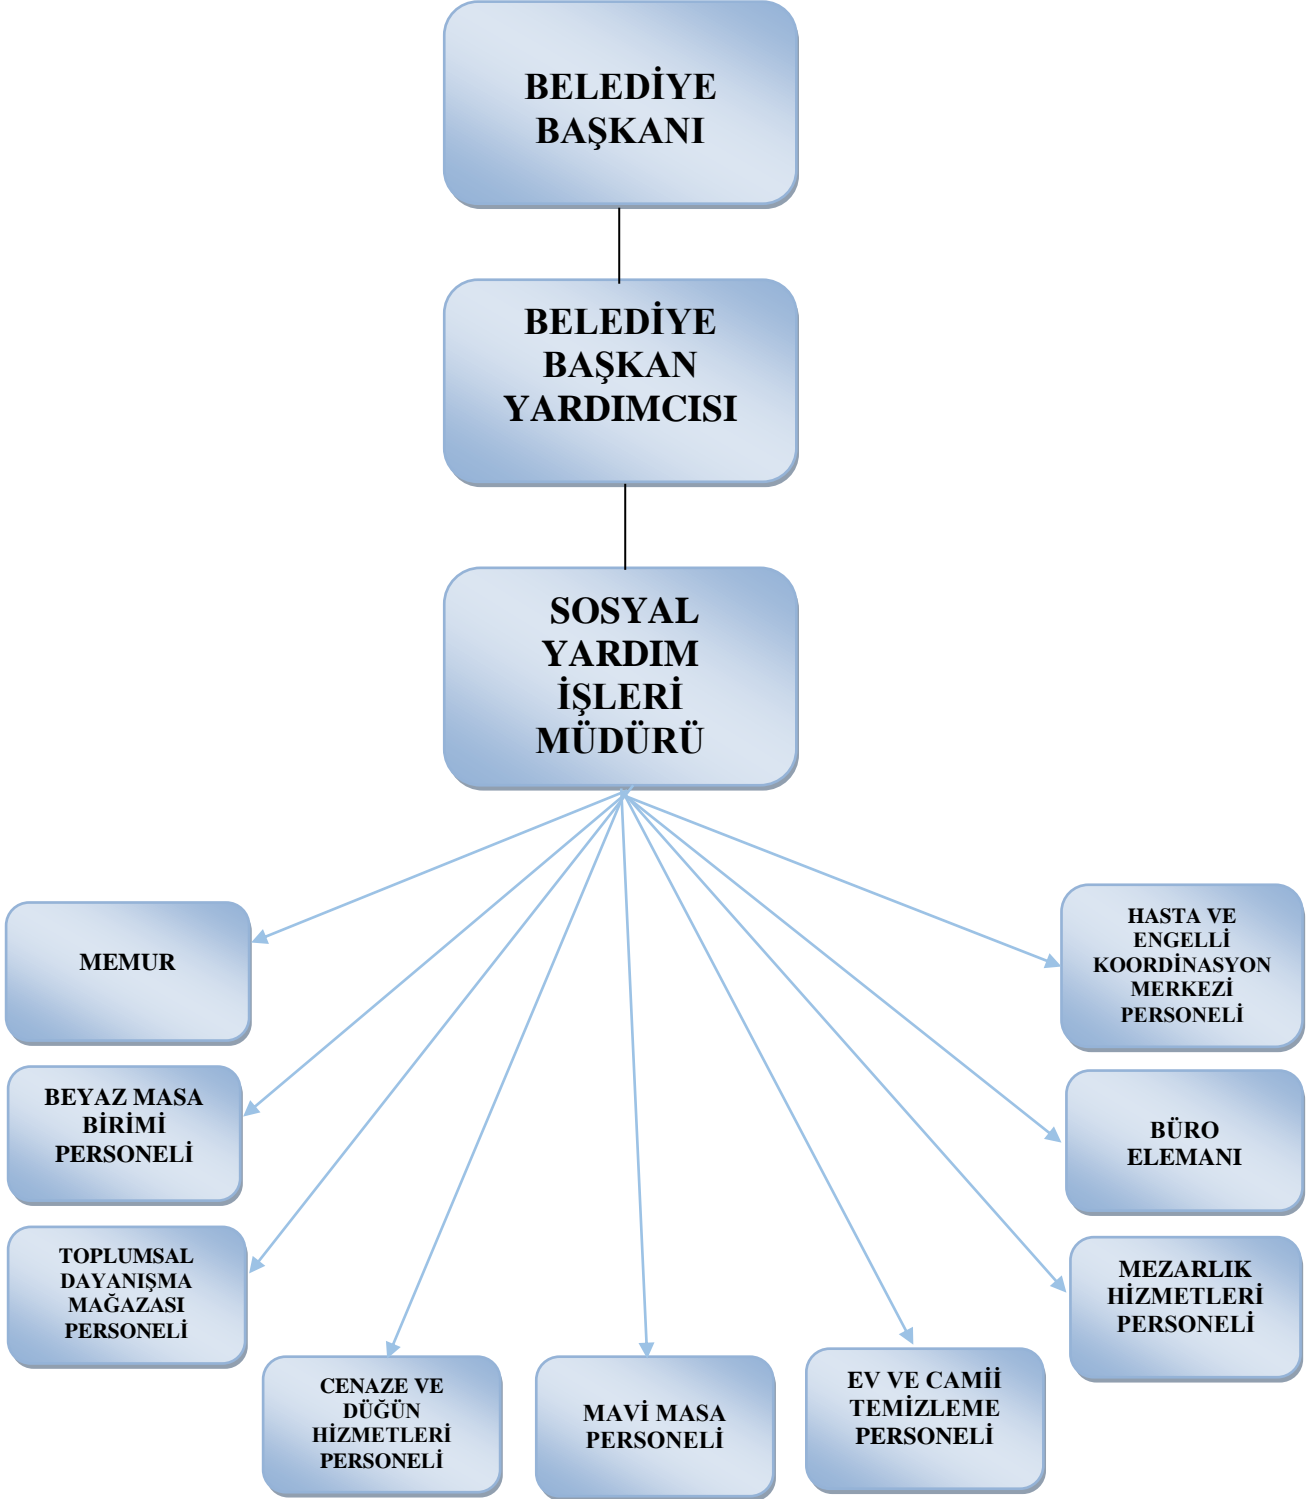 BELEDİYE
BAŞKANI
BELEDİYE
BAŞKAN
YARDIMCISI
SOSYAL
YARDIM
İŞLERİ
MÜDÜRÜ
MEMUR
BEYAZ MASA
BİRİMİ
PERSONELİ
TOPLUMSAL
DAYANIŞMA
MAĞAZASI
PERSONELİ
CENAZE VE
DÜĞÜN
HİZMETLERİ
PERSONELİ
MAVİ MASA
PERSONELİ
EV VE CAMİİ
TEMİZLEME
PERSONELİ
MEZARLIK
HİZMETLERİ
PERSONELİ
BÜRO
ELEMANI
HASTA VE
ENGELLİ
KOORDİNASYON
MERKEZİ
PERSONELİ